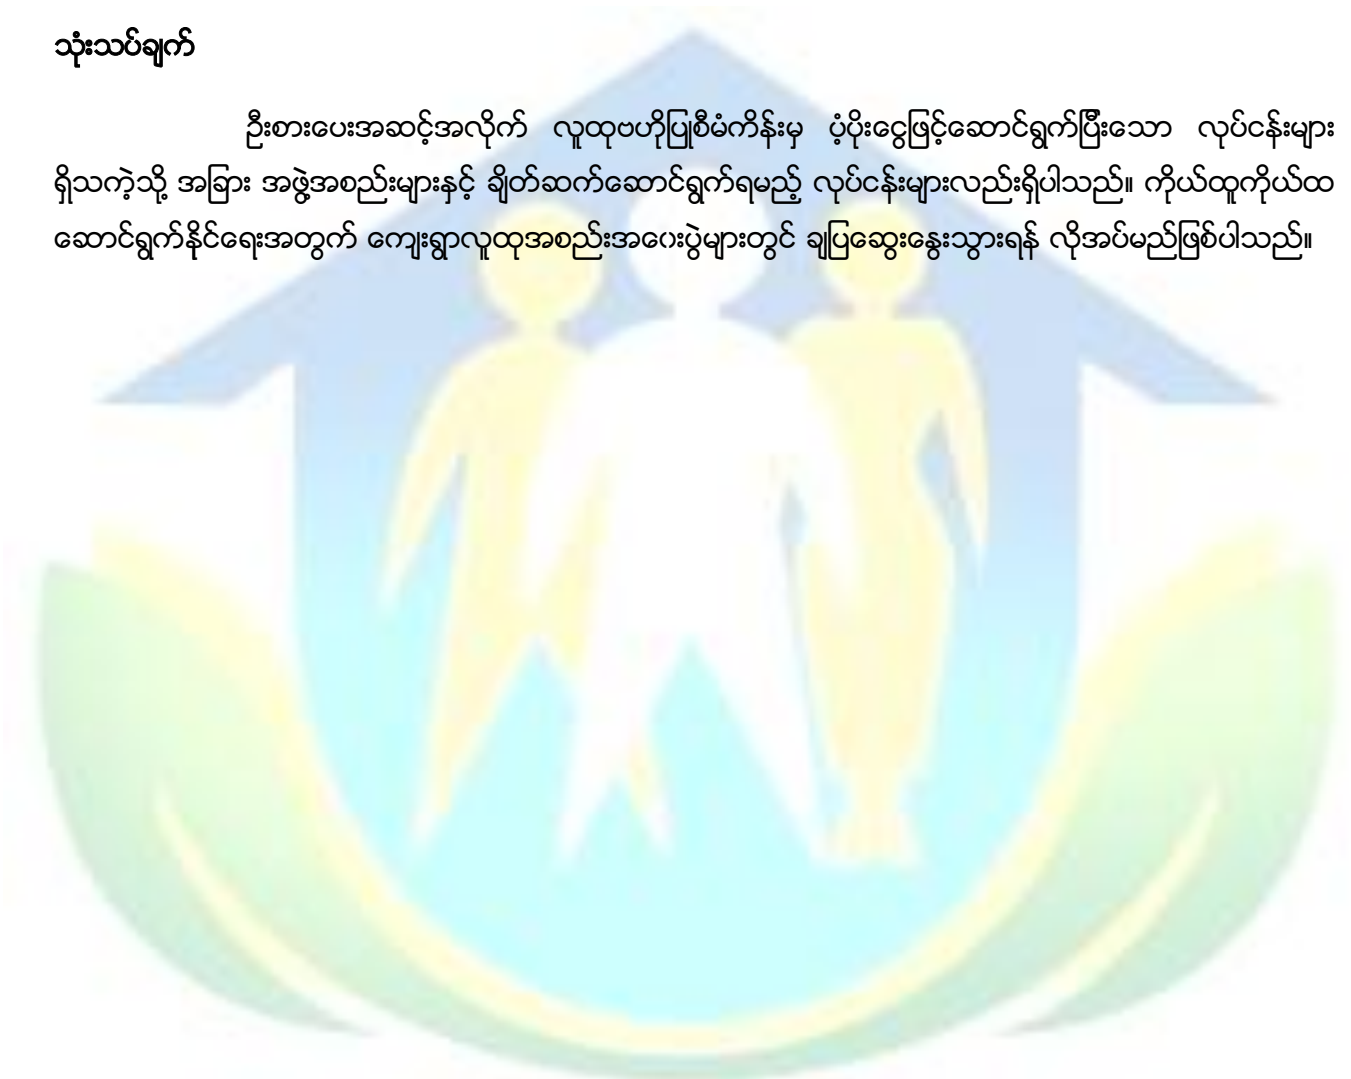 သုံးသပ်ချက်
ဦးစားပေးအဆင့်အလိုက် လူထုဗဟိုပြုစီမံကိန်းမှ ပံ့ပိုးငွေဖြင့်ဆောင်ရွက်ပြီးသော လုပ်ငန်းများ
ရှိသကဲ့သို့ အခြား အဖွဲ့အစည်းများနှင့် ချိတ်ဆက်ဆောင်ရွက်ရမည့် လုပ်ငန်းများလည်းရှိပါသည်။ ကိုယ်ထူကိုယ်ထ
ဆောင်ရွက်နိုင်ရေးအတွက် ကျေးရွာလူထုအစည်းအဝေးပွဲများတွင် ချပြဆွေးနွေးသွားရန် လိုအပ်မည်ဖြစ်ပါသည်။